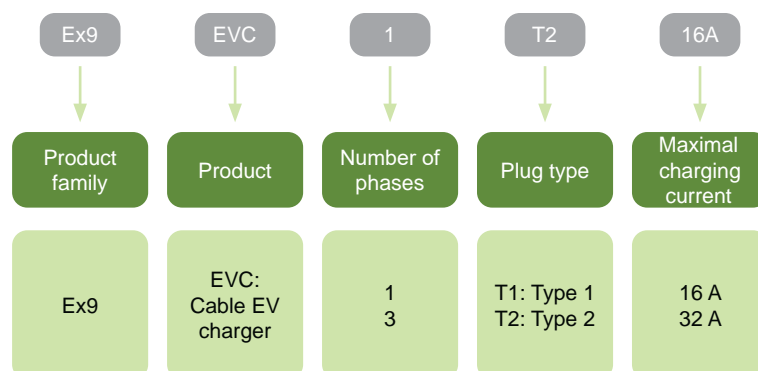 Ex9
EVC
1
T2
16A
Product
family
Product
Number of
phases
Plug type
Maximal
charging
current
Ex9
EVC:
Cable EV
charger
1
3
T1: Type 1
T2: Type 2
16 A
32 A